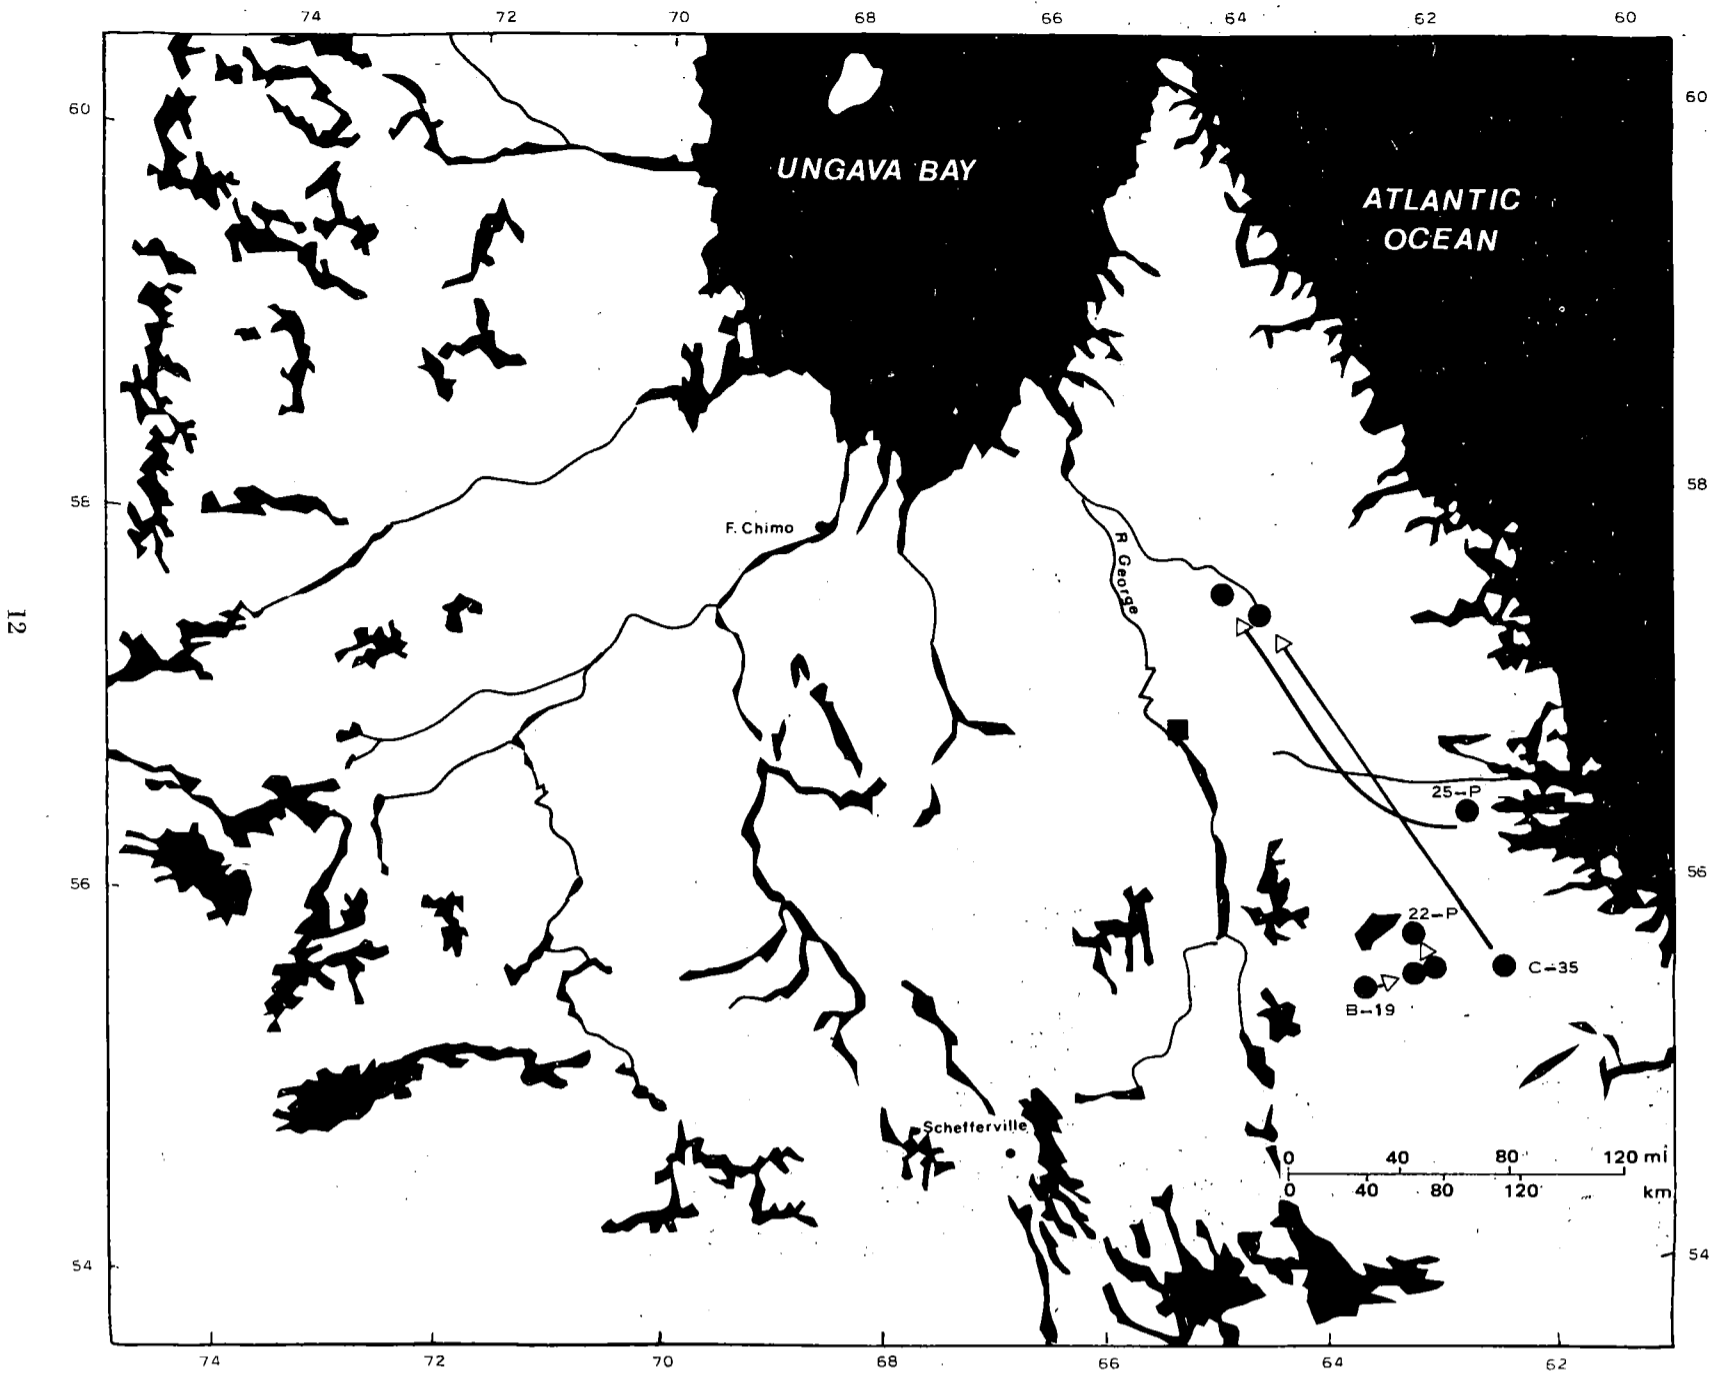 74 72 70 68 66 64 62 60
60 60
UNGAVA BAY
ATLANTIC
OCEAN
58 58
F. Chimo
R George
12
25-P
56 56
22-P
C-35
B-19
Schefferville
0 40 80 120 mi
0 40 80 120 km
54 54
74 72 70 68 66 64 62